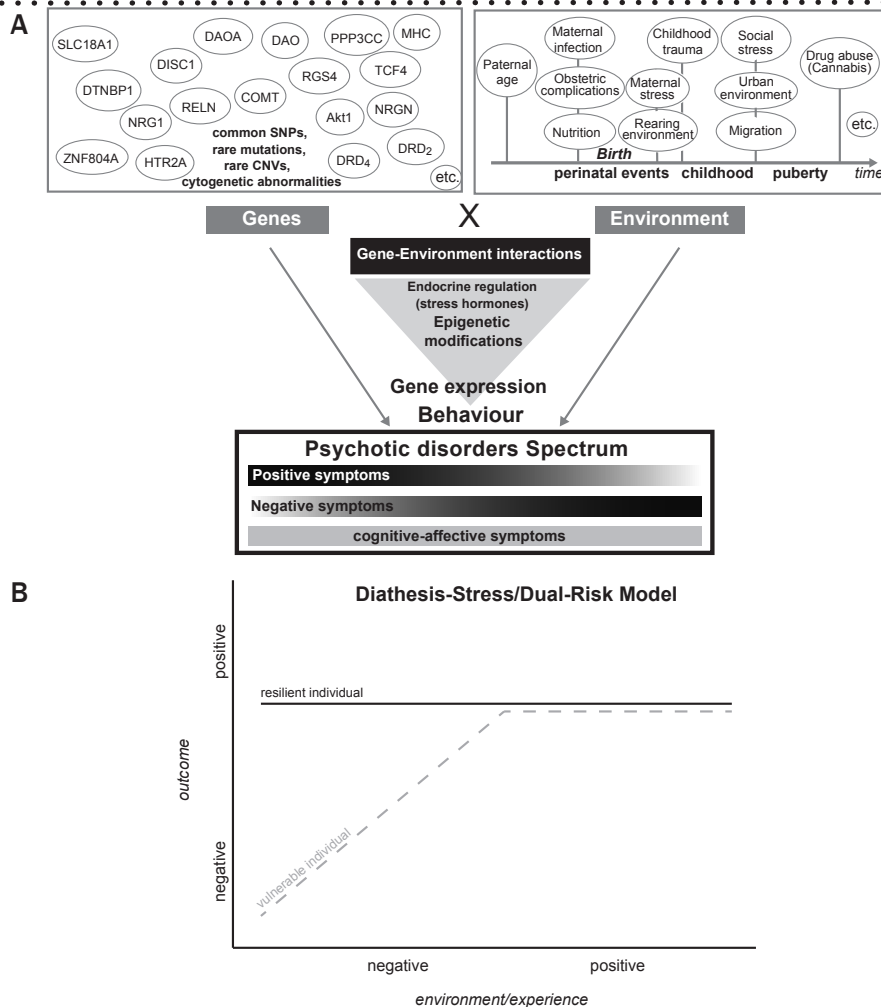 A
SLC18A1
DAOA
DAO
PPP3CC
MHC
DISC1
RGS4
TCF4
DTNBP1
RELN
COMT
NRG1
Akt1
NRGN
common SNPs,
rare mutations,
rare CNVs,
cytogenetic abnormalities
ZNF804A
HTR2A
DRD4
DRD2
etc.
Paternal
age
Maternal
infection
Obstetric
complications
Nutrition
Childhood
trauma
Maternal
stress
Rearing
environment
Social
stress
Urban
environment
Migration
Drug abuse
(Cannabis)
etc.
Birth
perinatal events childhood puberty time
Genes X Environment
Gene-Environment interactions
Endocrine regulation
(stress hormones)
Epigenetic
modifications
Gene expression
Behaviour
Psychotic disorders Spectrum
Positive symptoms
Negative symptoms
cognitive-affective symptoms
B
Diathesis-Stress/Dual-Risk Model
positive
resilient individual
outcome
vulnerable individual
negative
negative positive
environment/experience